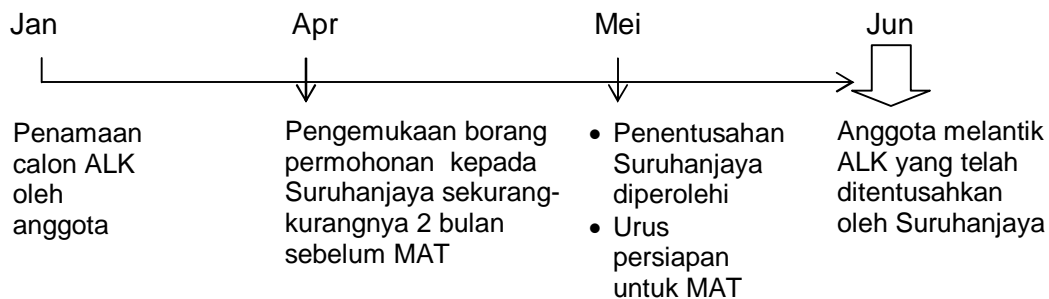 Jan
Apr
Mei
Jun
Penamaan
calon ALK
oleh
anggota
Pengemukaan borang
permohonan kepada
Suruhanjaya sekurang-
kurangnya 2 bulan
sebelum MAT
• Penentusahan
Suruhanjaya
diperolehi
• Urus
persiapan
untuk MAT
Anggota melantik
ALK yang telah
ditentusahkan
oleh Suruhanjaya